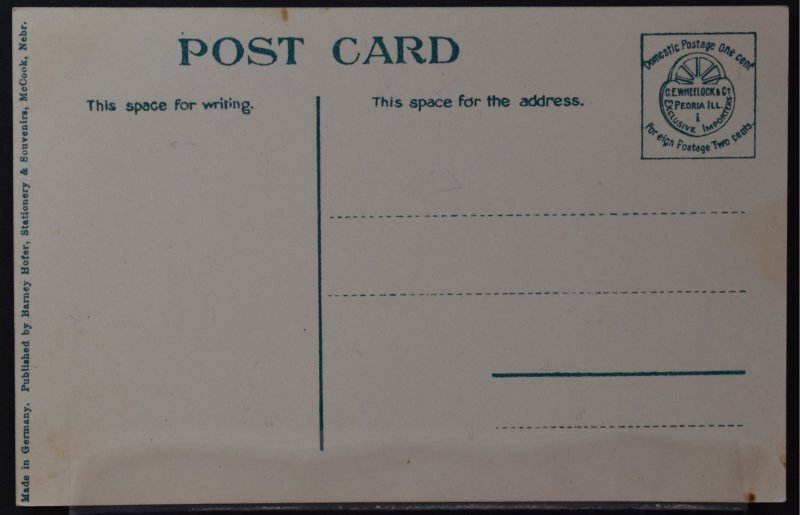 POST CARD
This space for writing.
This space for the address.
Domestic Postage One cent
C.E. WHEELOCK & Co
PEORIA ILL.
1
EXCLUSIVE IMPORTERS
Foreign Postage Two cents.
Made in Germany. Published by Barney Hofer, Stationery & Souvenirs, McCook, Nebr.